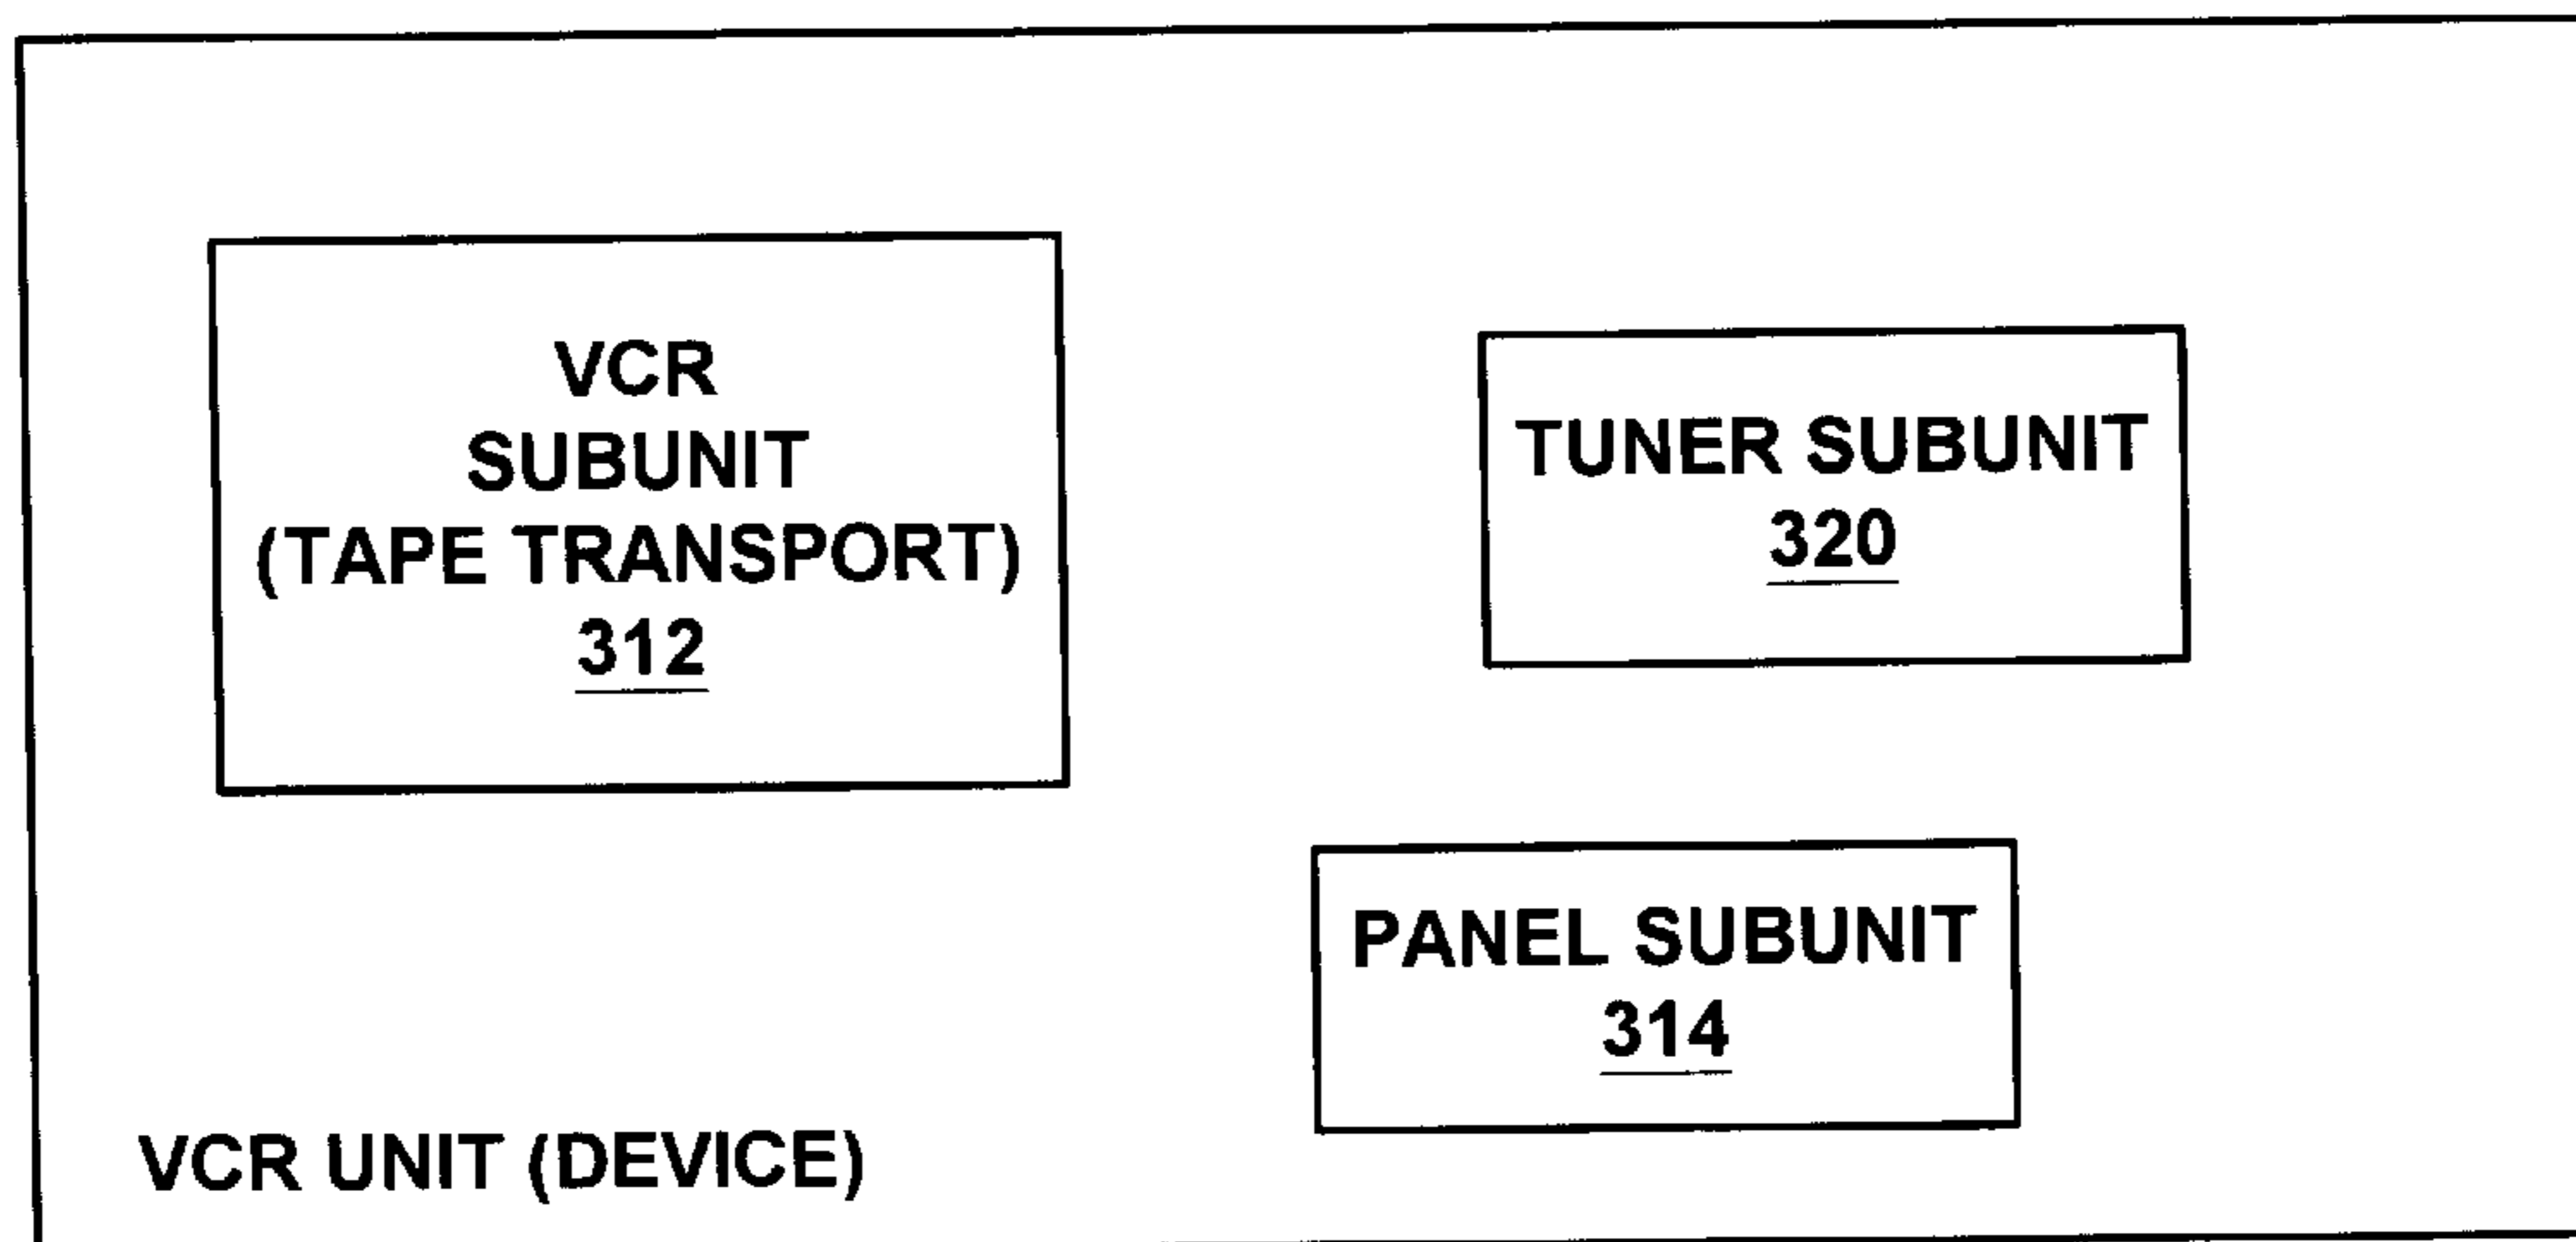 VCR
SUBUNIT
(TAPE TRANSPORT)
312
TUNER SUBUNIT
320
PANEL SUBUNIT
314
VCR UNIT (DEVICE)